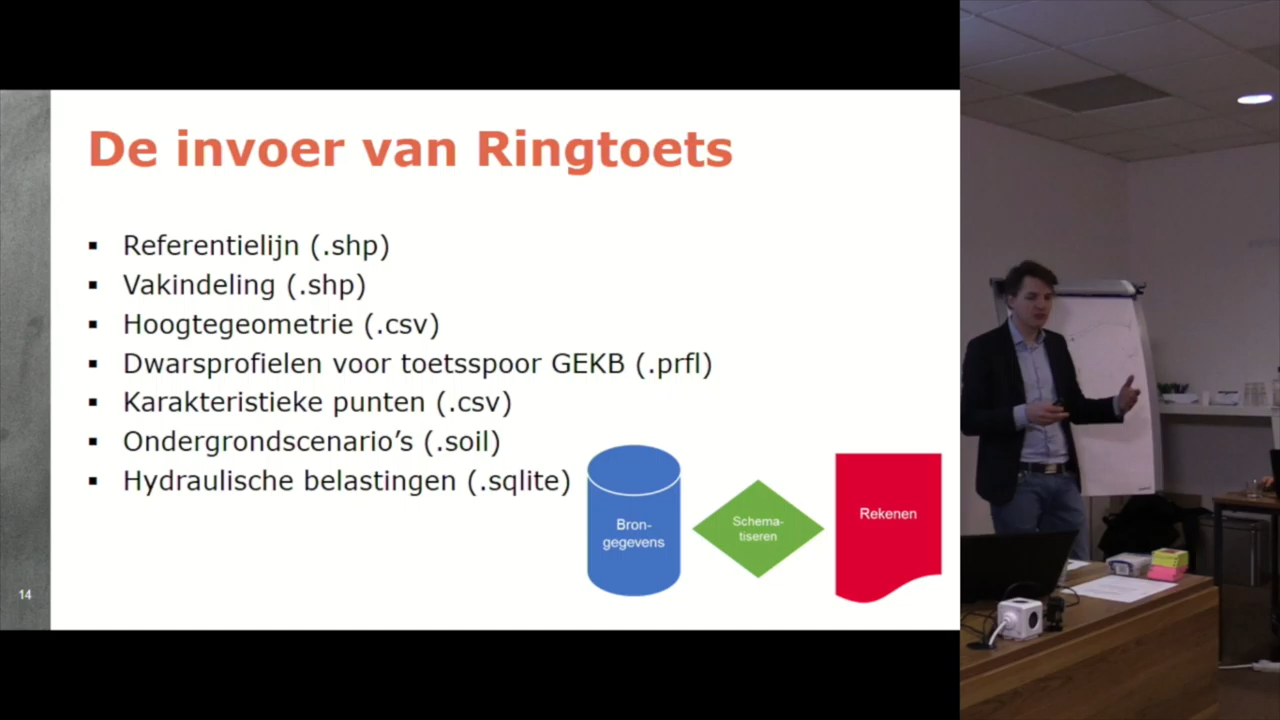 De invoer van Ringtoets
▪ Referentielijn (.shp)
▪ Vakindeling (.shp)
▪ Hoogtegeometrie (.csv)
▪ Dwarsprofielen voor toetsspoor GEKB (.prfl)
▪ Karakteristieke punten (.csv)
▪ Ondergrondscenario’s (.soil)
▪ Hydraulische belastingen (.sqlite)
Bron-
gegevens
Schema-
tiseren
Rekenen
14